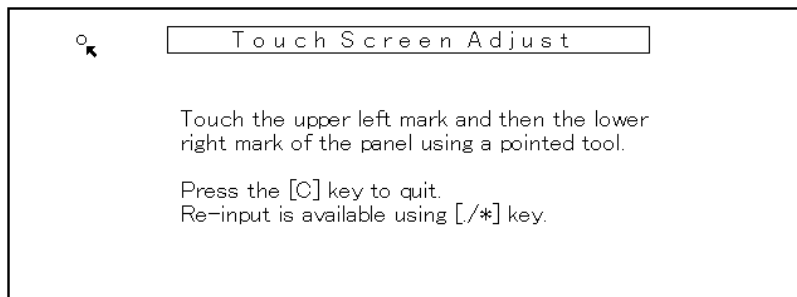 Touch Screen Adjust
Touch the upper left mark and then the lower
right mark of the panel using a pointed tool.
Press the [C] key to quit.
Re-input is available using [./*] key.